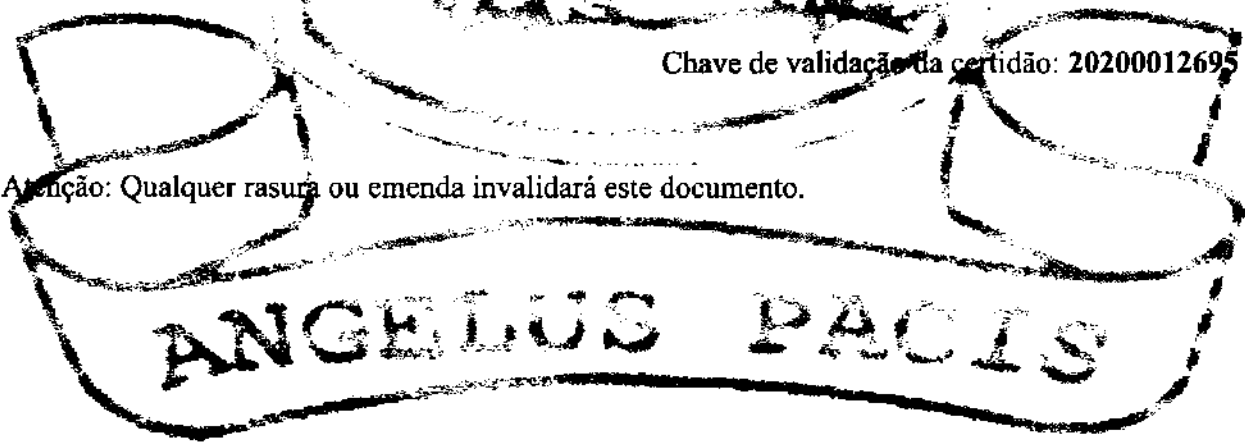 Chave de validação da certidão: 20200012695
Atenção: Qualquer rasura ou emenda invalidará este documento.
ANGELUS PACIS